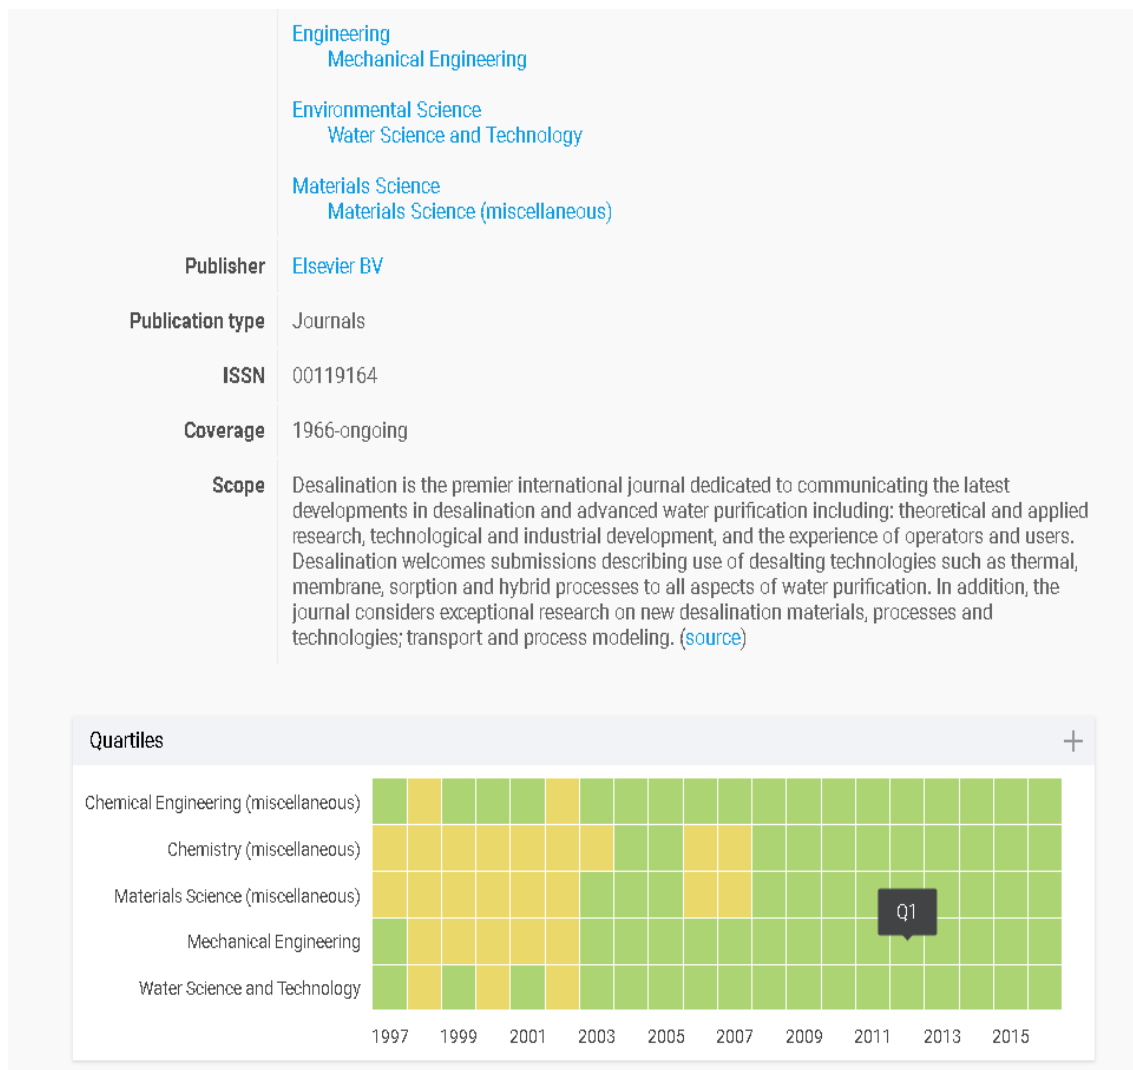 Engineering
Mechanical Engineering
Environmental Science
Water Science and Technology
Materials Science
Materials Science (miscellaneous)
Publisher Elsevier BV
Publication type Journals
ISSN 00119164
Coverage 1966-ongoing
Scope Desalination is the premier international journal dedicated to communicating the latest
developments in desalination and advanced water purification including: theoretical and applied
research, technological and industrial development, and the experience of operators and users.
Desalination welcomes submissions describing use of desalting technologies such as thermal,
membrane, sorption and hybrid processes to all aspects of water purification. In addition, the
journal considers exceptional research on new desalination materials, processes and
technologies; transport and process modeling. (source)
Quartiles +
Chemical Engineering (miscellaneous)
Chemistry (miscellaneous)
Materials Science (miscellaneous)
Q1
Mechanical Engineering
Water Science and Technology
1997 1999 2001 2003 2005 2007 2009 2011 2013 2015